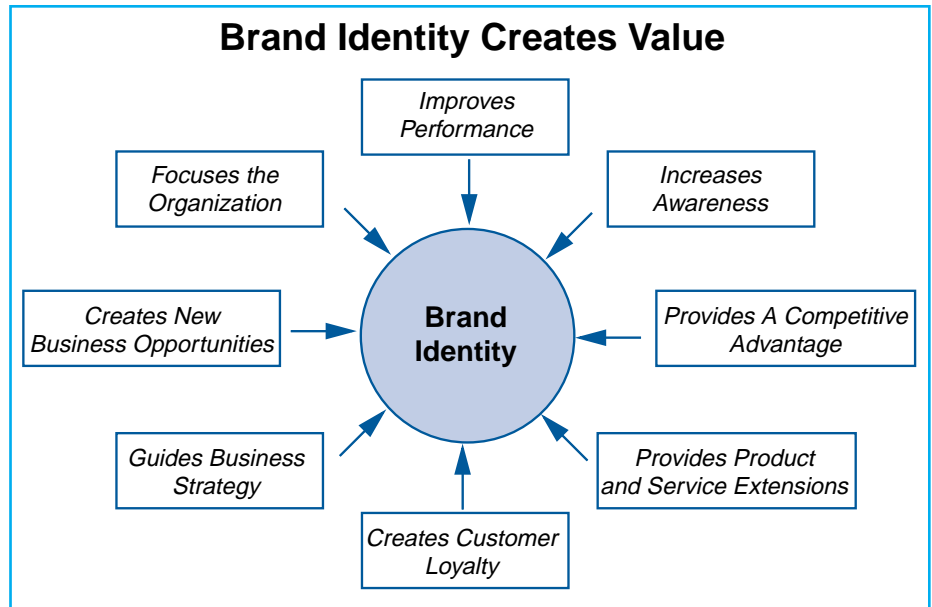 Brand Identity Creates Value
Improves
Performance
Focuses the
Organization
Increases
Awareness
Creates New
Business Opportunities
Brand
Identity
Provides A Competitive
Advantage
Guides Business
Strategy
Provides Product
and Service Extensions
Creates Customer
Loyalty